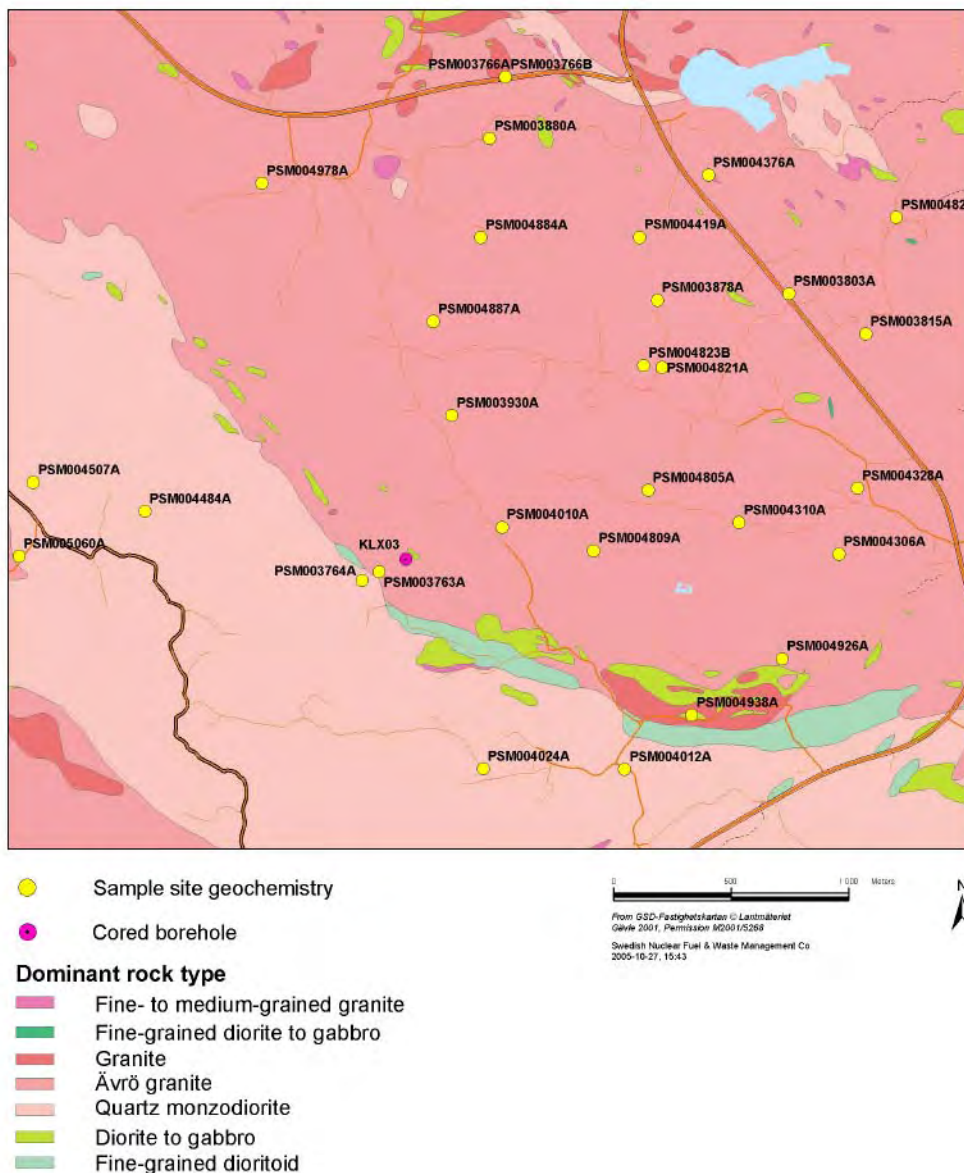 PSM003766A PSM003766B
PSM003880A
PSM004376A
PSM004978A
PSM00482
PSM004884A
PSM004419A
PSM003878A
PSM003803A
PSM004887A
PSM003815A
PSM004823B
PSM004821A
PSM003930A
PSM004507A
PSM004805A
PSM004328A
PSM004484A
PSM004010A
PSM004310A
PSM005060A
KLX03
PSM004809A
PSM004306A
PSM003764A
PSM003763A
PSM004926A
PSM004938A
PSM004024A
PSM004012A
Sample site geochemistry
Cored borehole
Dominant rock type
Fine- to medium-grained granite
Fine-grained diorite to gabbro
Granite
Ävrö granite
Quartz monzodiorite
Diorite to gabbro
Fine-grained dioritoid
0 500 1 000 Meters
N
From GSD-Fastighetskartan © Lantmäteriet
Gävle 2001, Permission M2001/5268
Swedish Nuclear Fuel & Waste Management Co
2005-10-27, 15:43